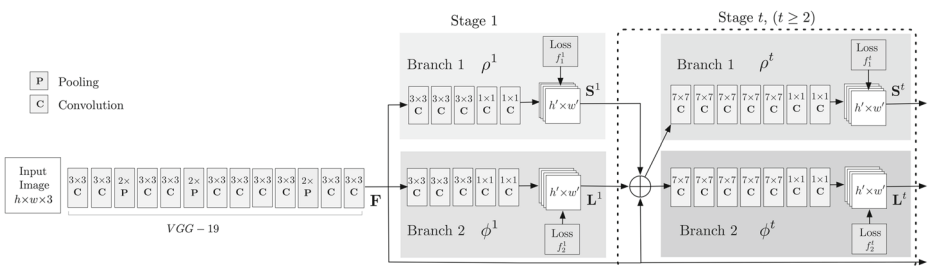 Stage 1
Stage t, (t ≥ 2)
P Pooling
C Convolution
Input
Image
h×w×3
3×3 C 3×3 C 2× P 3×3 C 3×3 C 2× P 3×3 C 3×3 C 3×3 C 3×3 C 2× P 3×3 C 3×3 C
VGG − 19
F
Branch 1 ρ¹
Loss
f₁¹
3×3 C 3×3 C 3×3 C 1×1 C 1×1 C
h'×w'
S¹
3×3 C 3×3 C 3×3 C 1×1 C 1×1 C
h'×w'
L¹
Branch 2 φ¹
Loss
f₂¹
Branch 1 ρᵗ
Loss
f₁ᵗ
7×7 C 7×7 C 7×7 C 7×7 C 7×7 C 1×1 C 1×1 C
h'×w'
Sᵗ
7×7 C 7×7 C 7×7 C 7×7 C 7×7 C 1×1 C 1×1 C
h'×w'
Lᵗ
Branch 2 φᵗ
Loss
f₂ᵗ